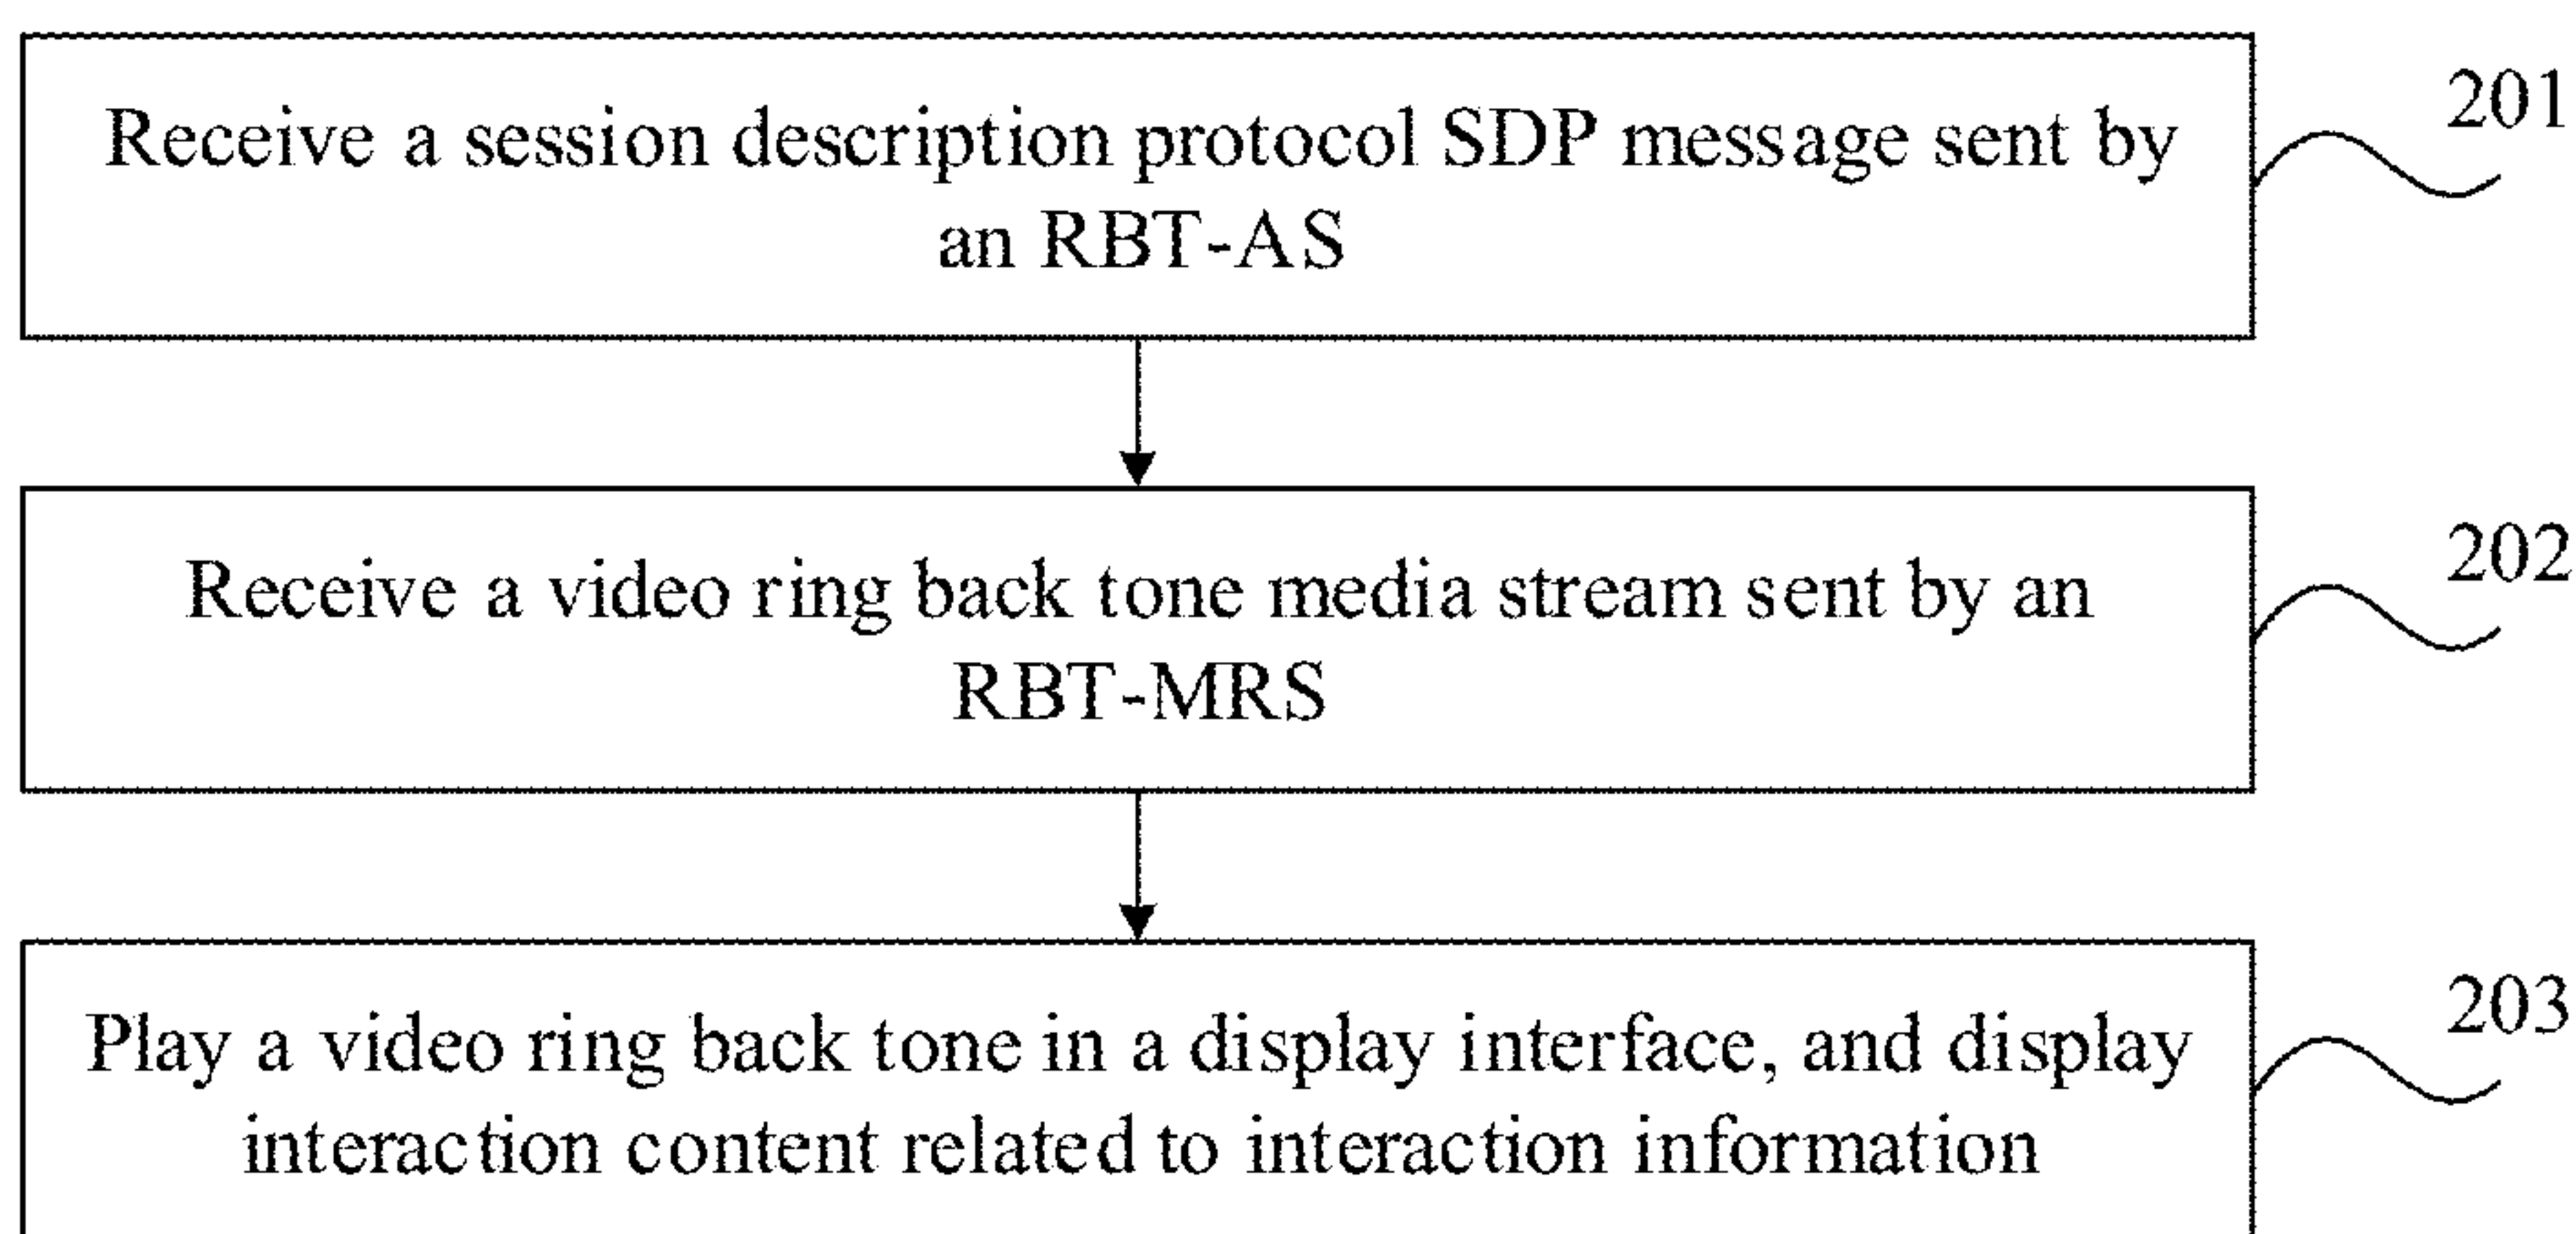 Receive a session description protocol SDP message sent by
an RBT-AS
201
Receive a video ring back tone media stream sent by an
RBT-MRS
202
Play a video ring back tone in a display interface, and display
interaction content related to interaction information
203